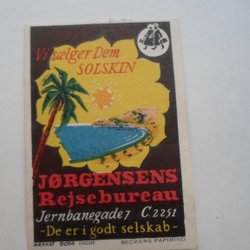 Vi sælger Dem
SOLSKIN
JØRGENSENS
Rejsebureau
Jernbanegade 7 C. 2251
- De er i godt selskab -
BECKERS PAPIRIND